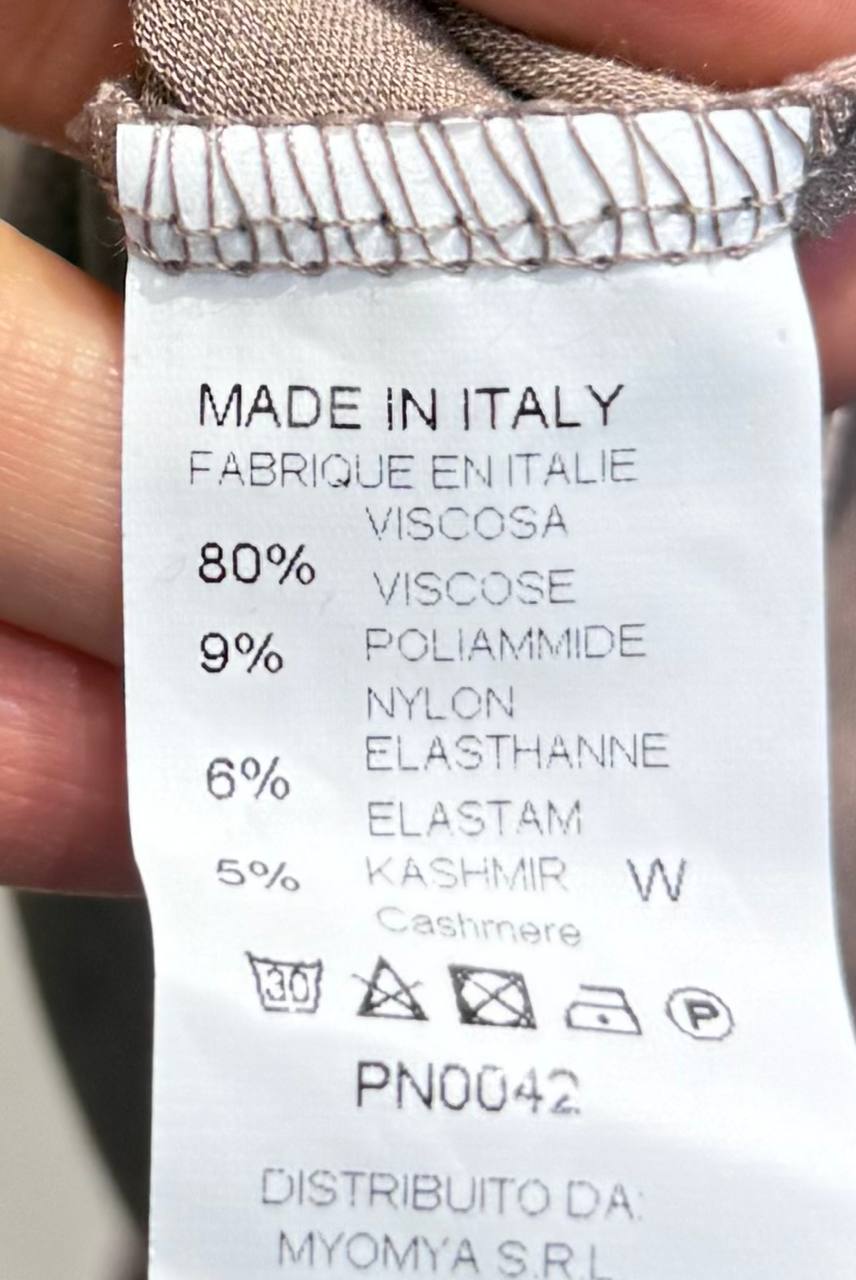 MADE iN ITALY
FABRIQUE EN ITALIE
80% VISCOSA
VISCOSE
9% POLIAMMIDE
NYLON
6% ELASTHANNE
ELASTAM
5% KASHMIR W
Cashmere
30 P
PN0042
DISTRIBUITO DA:
MYOMYA S.R.L